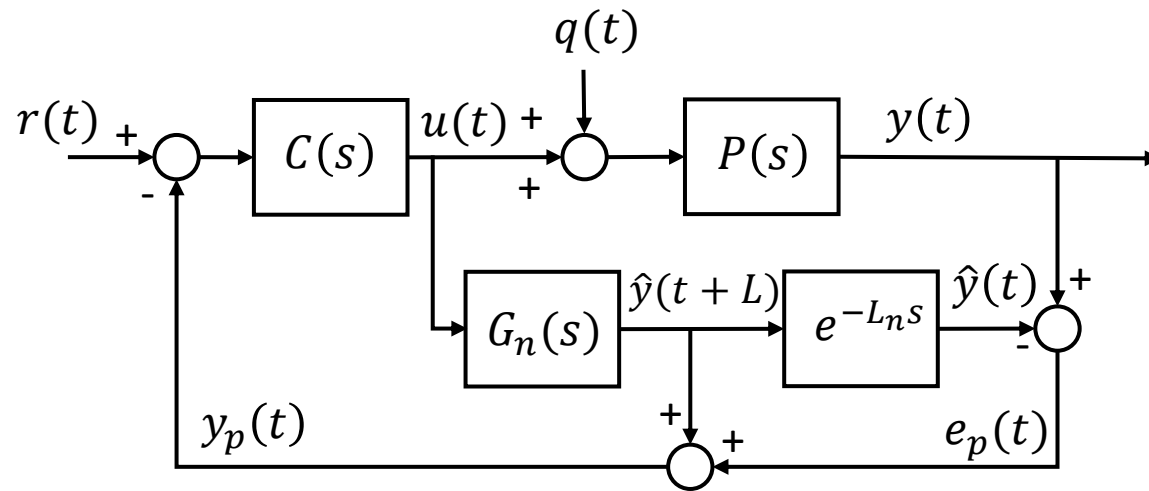 q(t)
r(t) + - C(s) u(t) + + P(s) y(t)
G_n(s) ŷ(t + L) e^{-L_n s} ŷ(t) + -
y_p(t) + + e_p(t)